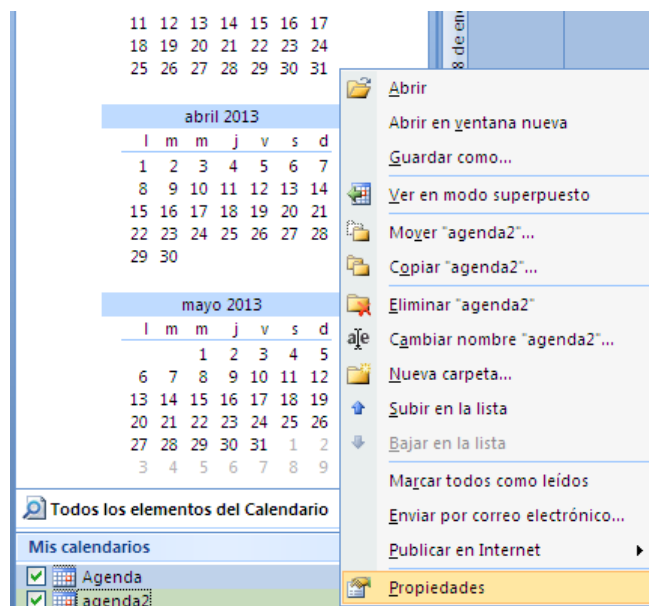 11 12 13 14 15 16 17
18 19 20 21 22 23 24
25 26 27 28 29 30 31
abril 2013
l m m j v s d
1 2 3 4 5 6 7
8 9 10 11 12 13 14
15 16 17 18 19 20 21
22 23 24 25 26 27 28
29 30
mayo 2013
l m m j v s d
1 2 3 4 5
6 7 8 9 10 11 12
13 14 15 16 17 18 19
20 21 22 23 24 25 26
27 28 29 30 31 1 2
3 4 5 6 7 8 9
Todos los elementos del Calendario
Mis calendarios
Agenda
agenda2
8 de en
Abrir
Abrir en ventana nueva
Guardar como...
Ver en modo superpuesto
Mover "agenda2"...
Copiar "agenda2"...
Eliminar "agenda2"
Cambiar nombre "agenda2"...
Nueva carpeta...
Subir en la lista
Bajar en la lista
Marcar todos como leídos
Enviar por correo electrónico...
Publicar en Internet
Propiedades